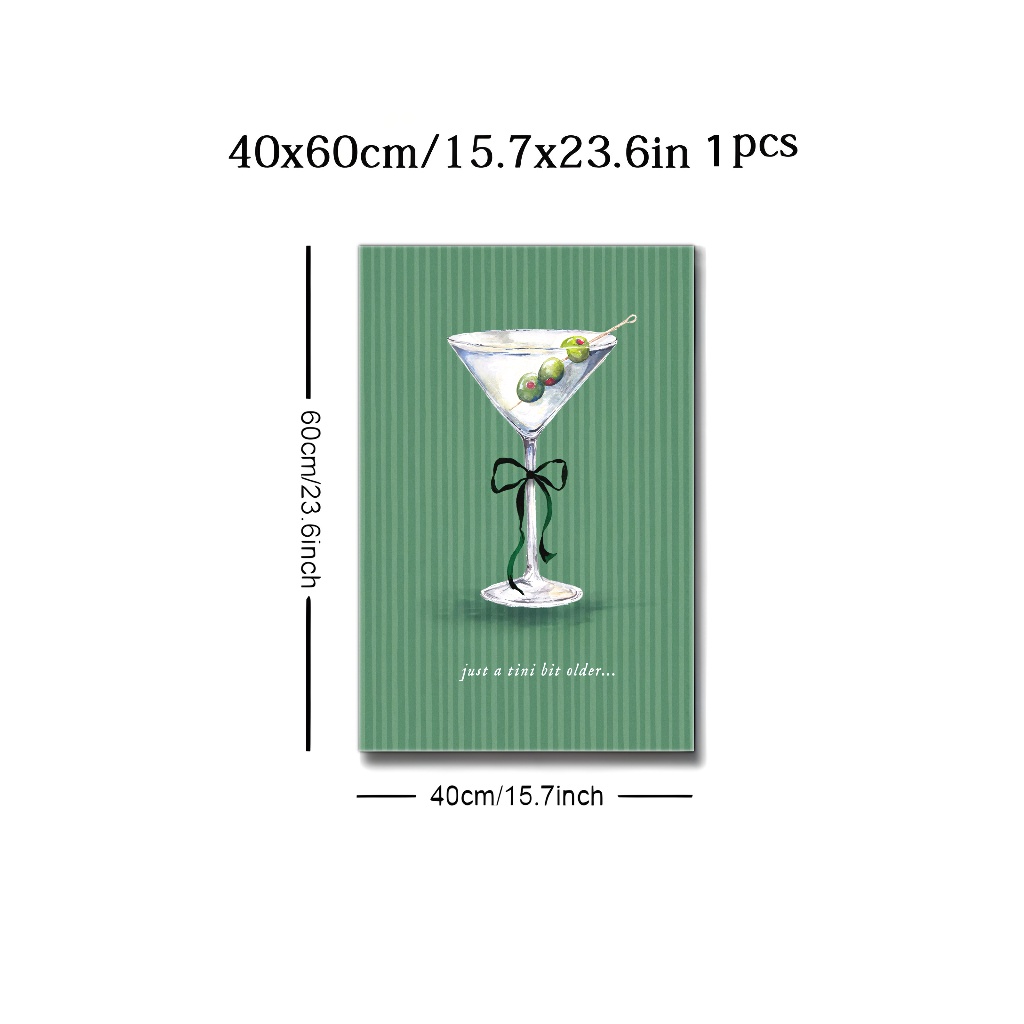 40x60cm/15.7x23.6in 1pcs
60cm/23.6inch
just a tini bit older...
40cm/15.7inch